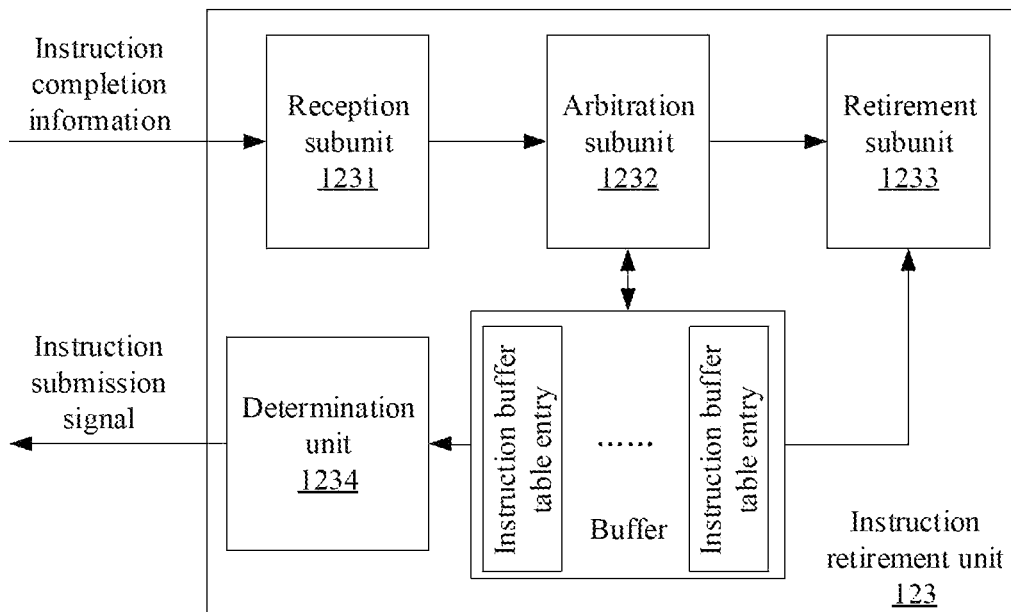 Instruction
completion
information
Reception
subunit
1231
Arbitration
subunit
1232
Retirement
subunit
1233
Instruction
submission
signal
Determination
unit
1234
Instruction buffer
table entry
......
Buffer
Instruction buffer
table entry
Instruction
retirement unit
123